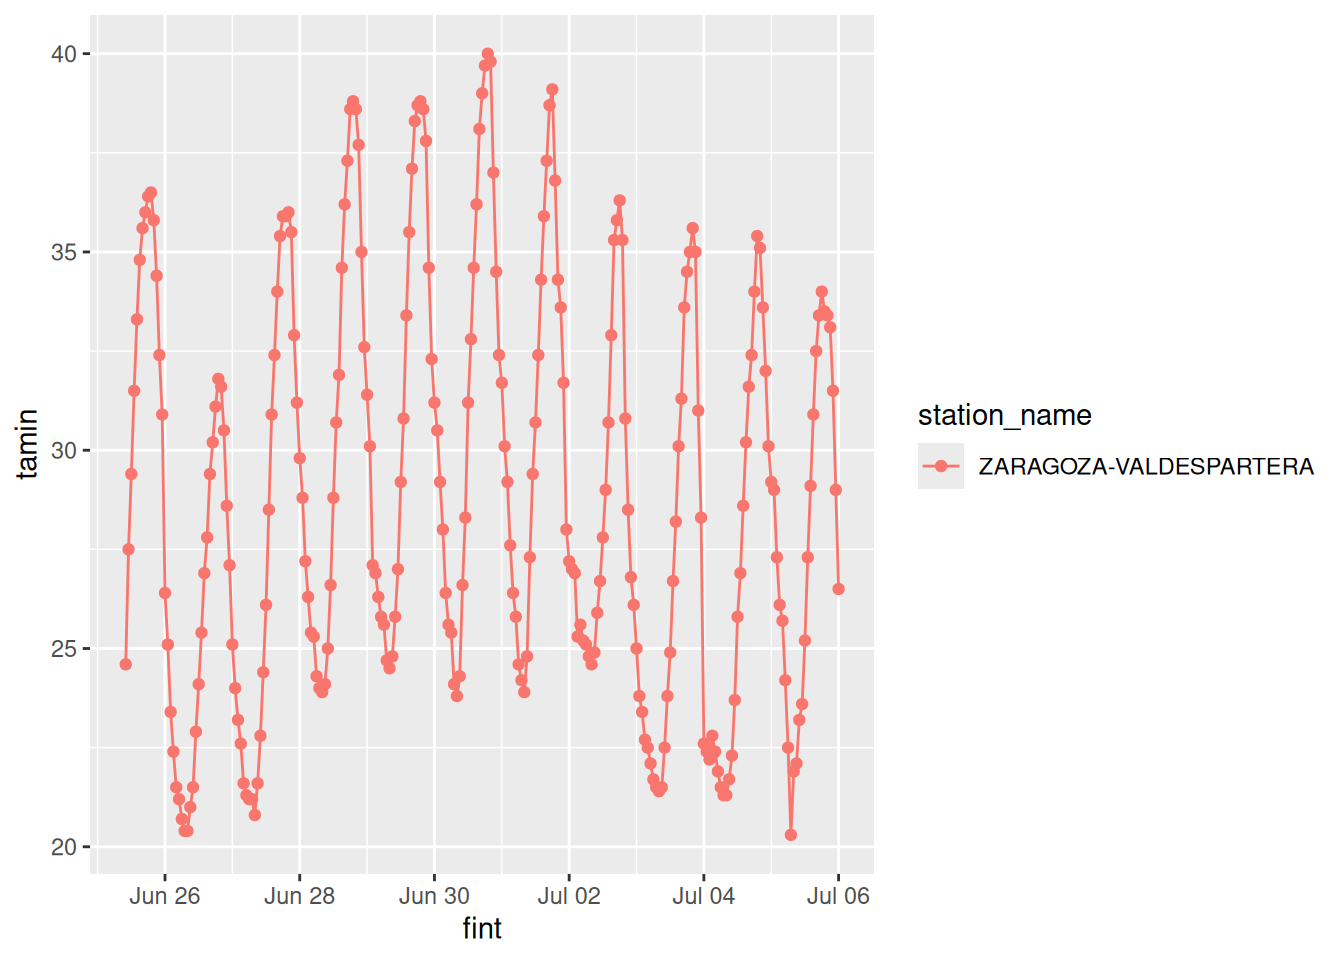 40
35
30
25
20
tamin
Jun 26
Jun 28
Jun 30
Jul 02
Jul 04
Jul 06
fint
station_name
ZARAGOZA-VALDESPARTERA